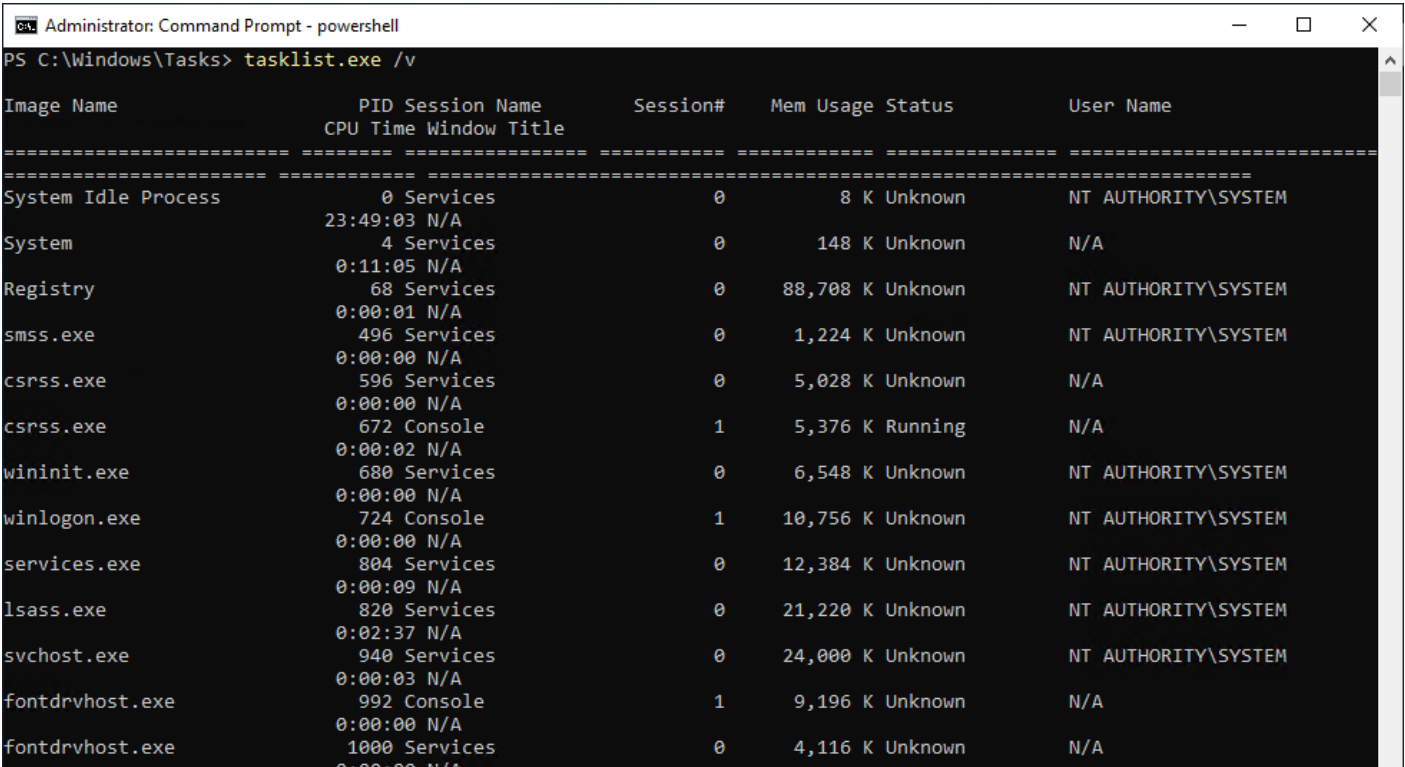 Administrator: Command Prompt - powershell
PS C:\Windows\Tasks> tasklist.exe /v
Image Name                     PID Session Name        Session#    Mem Usage Status          User Name
                            CPU Time Window Title
========================= ======== ================ =========== ============ =============== ===========================
======================= ============ ========================================================================
System Idle Process              0 Services                   0          8 K Unknown         NT AUTHORITY\SYSTEM
                            23:49:03 N/A
System                           4 Services                   0        148 K Unknown         N/A
                             0:11:05 N/A
Registry                        68 Services                   0     88,708 K Unknown         NT AUTHORITY\SYSTEM
                             0:00:01 N/A
smss.exe                       496 Services                   0      1,224 K Unknown         NT AUTHORITY\SYSTEM
                             0:00:00 N/A
csrss.exe                      596 Services                   0      5,028 K Unknown         N/A
                             0:00:00 N/A
csrss.exe                      672 Console                    1      5,376 K Running         N/A
                             0:00:02 N/A
wininit.exe                    680 Services                   0      6,548 K Unknown         NT AUTHORITY\SYSTEM
                             0:00:00 N/A
winlogon.exe                   724 Console                    1     10,756 K Unknown         NT AUTHORITY\SYSTEM
                             0:00:00 N/A
services.exe                   804 Services                   0     12,384 K Unknown         NT AUTHORITY\SYSTEM
                             0:00:09 N/A
lsass.exe                      820 Services                   0     21,220 K Unknown         NT AUTHORITY\SYSTEM
                             0:02:37 N/A
svchost.exe                    940 Services                   0     24,000 K Unknown         NT AUTHORITY\SYSTEM
                             0:00:03 N/A
fontdrvhost.exe                992 Console                    1      9,196 K Unknown         N/A
                             0:00:00 N/A
fontdrvhost.exe               1000 Services                   0      4,116 K Unknown         N/A